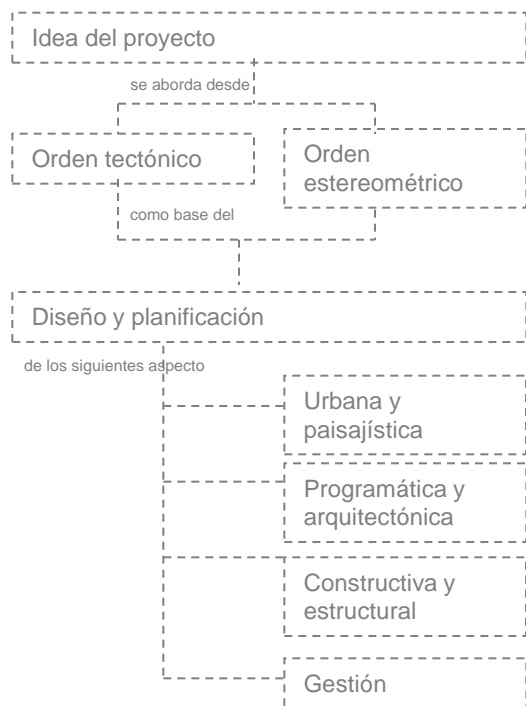 Idea del proyecto
se aborda desde
Orden tectónico
Orden
estereométrico
como base del
Diseño y planificación
de los siguientes aspecto
Urbana y
paisajística
Programática y
arquitectónica
Constructiva y
estructural
Gestión